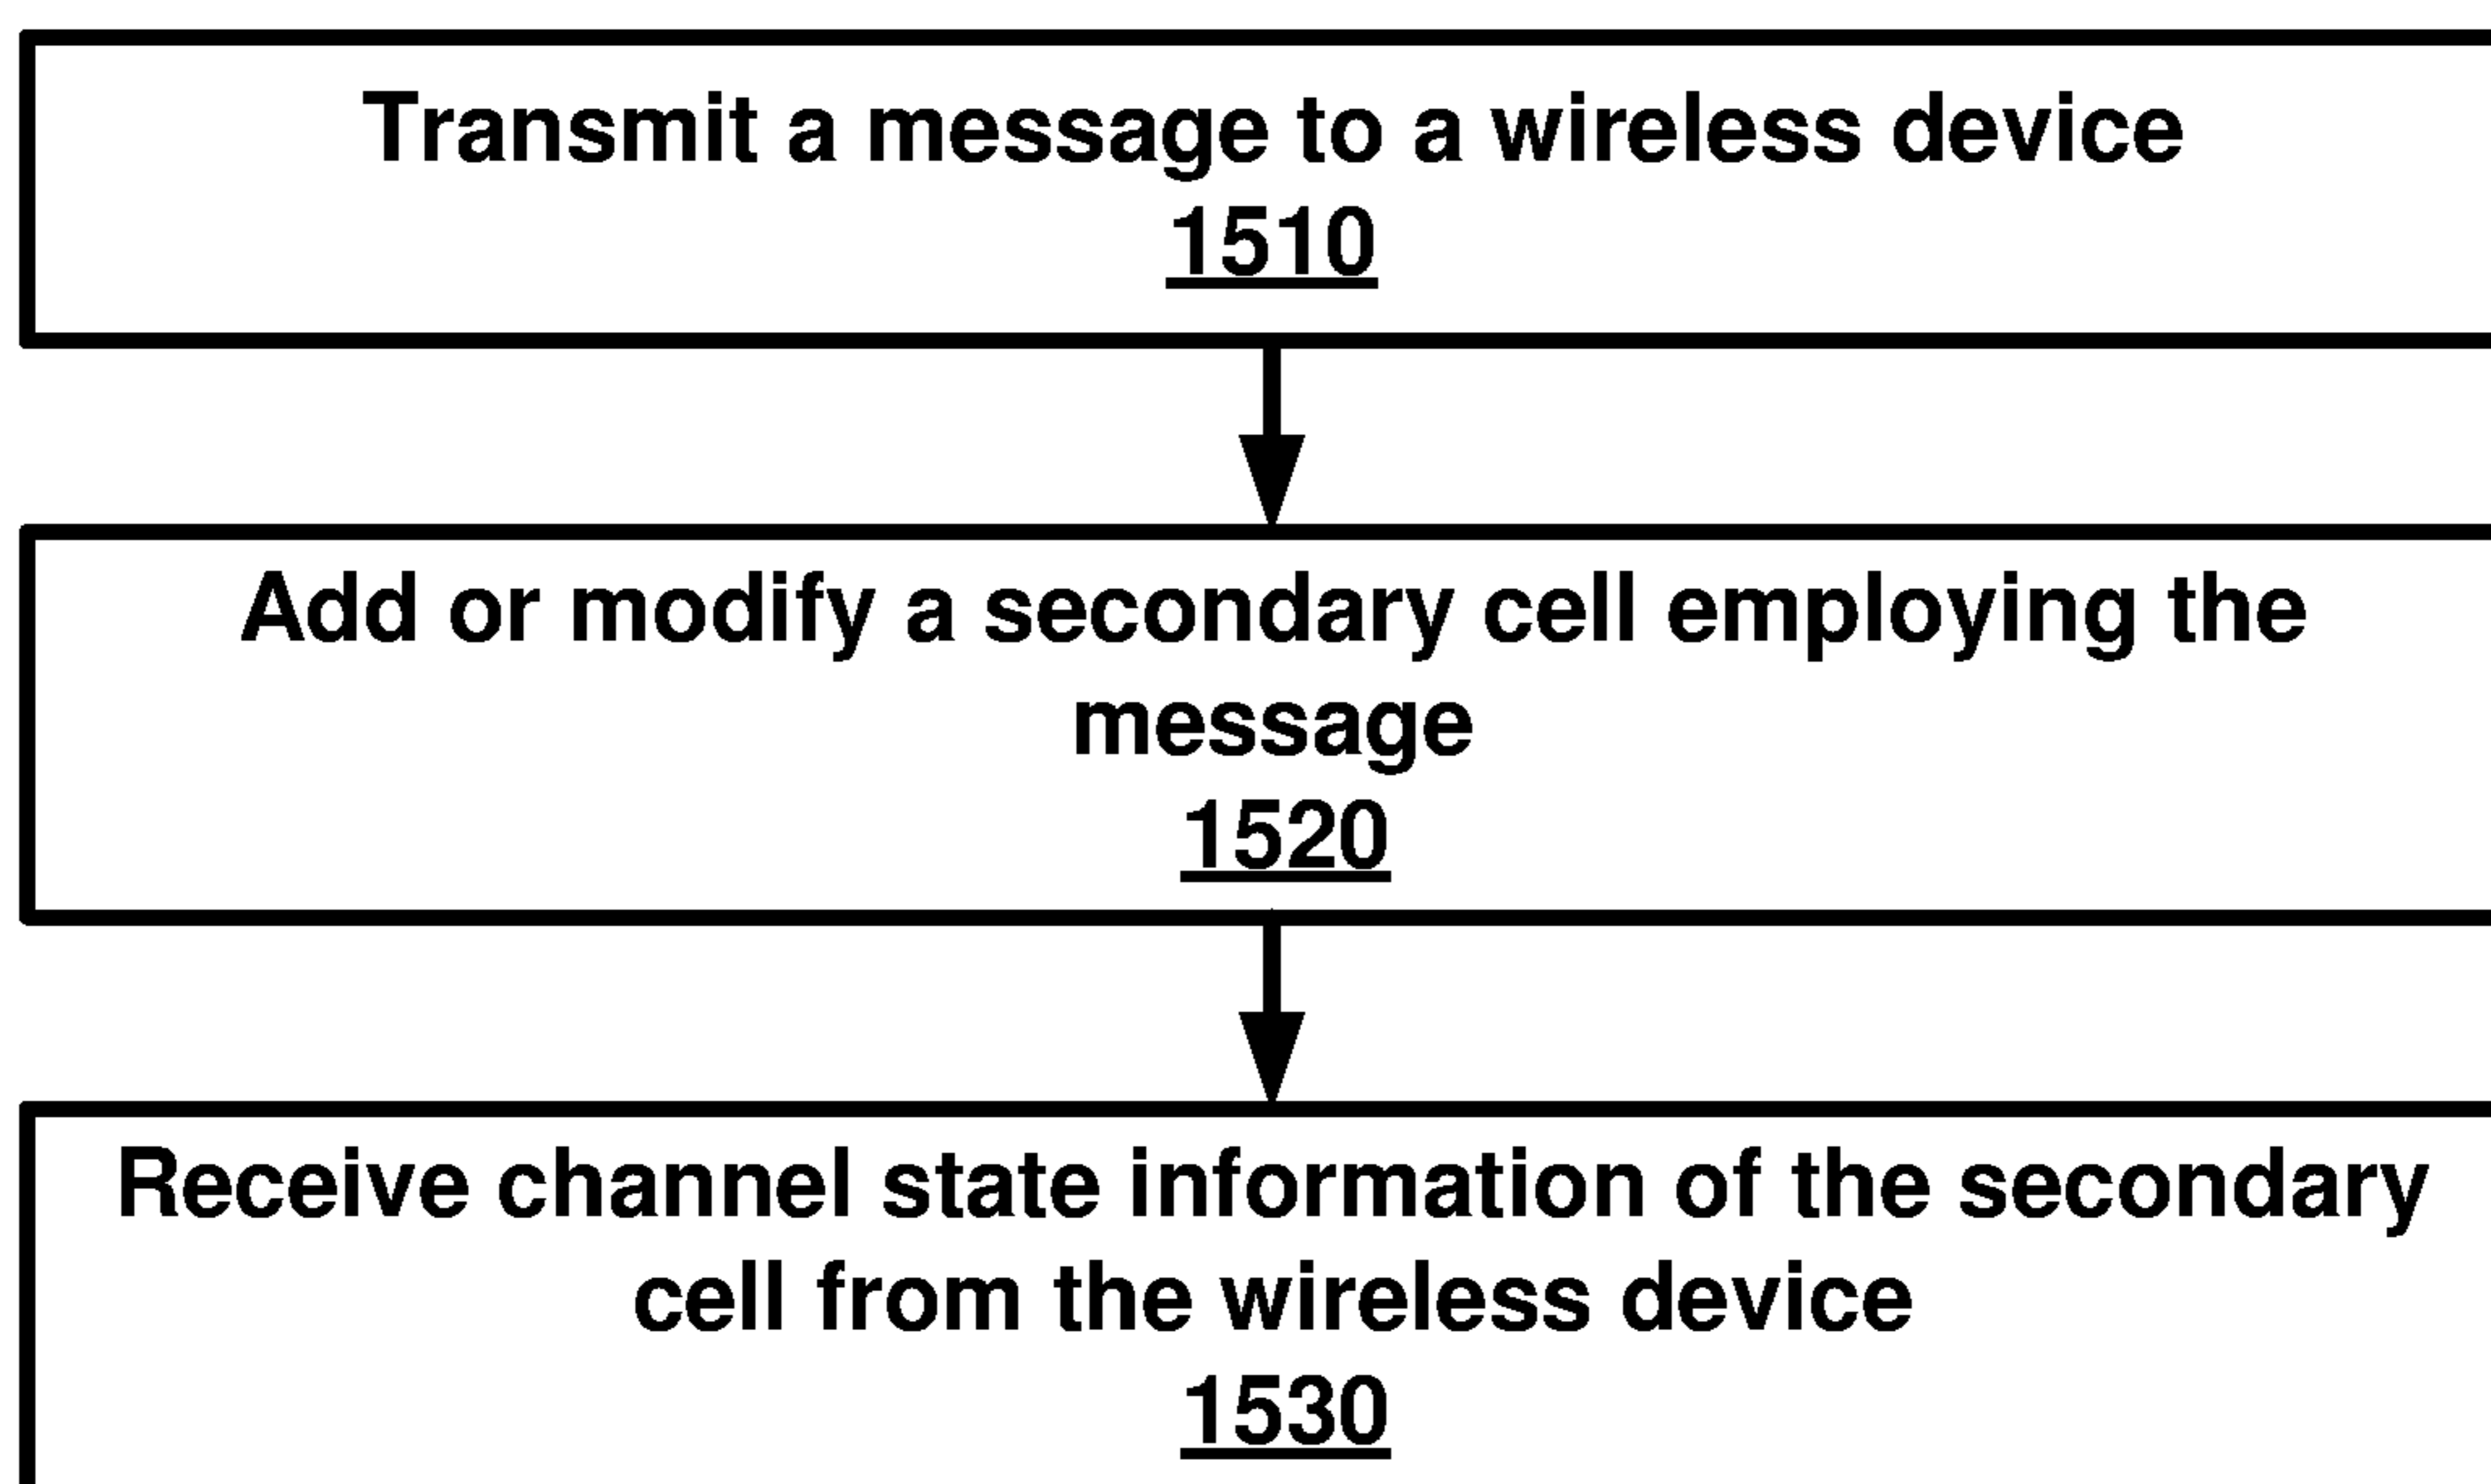 Transmit a message to a wireless device
1510
Add or modify a secondary cell employing the
message
1520
Receive channel state information of the secondary
cell from the wireless device
1530